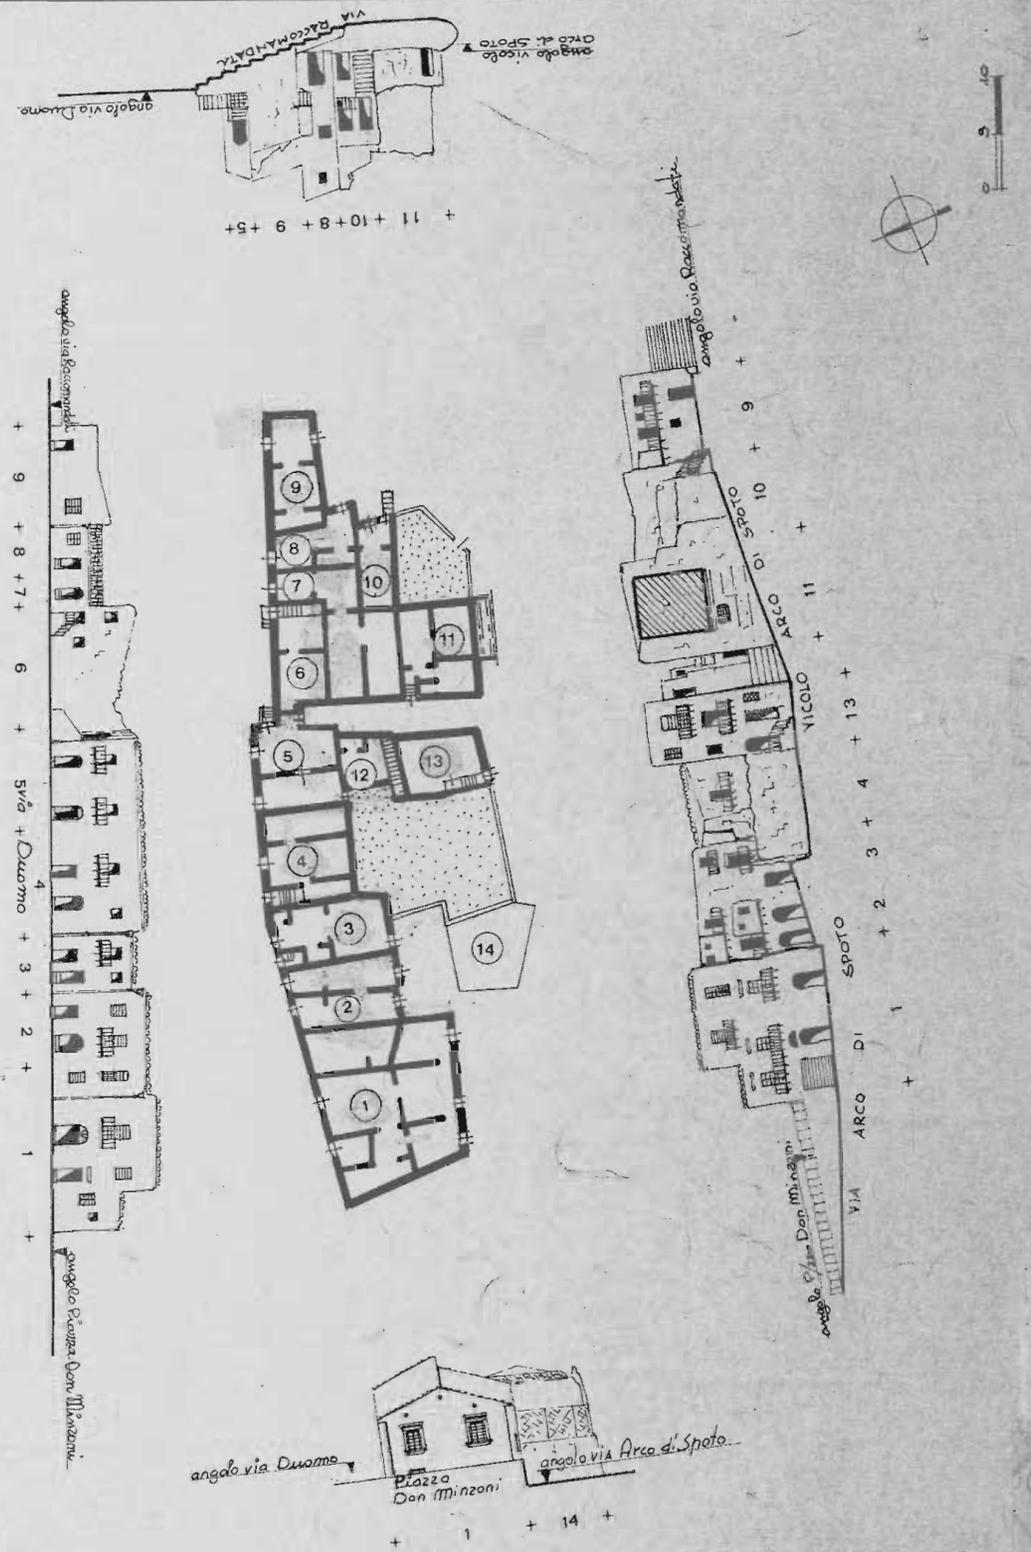 VIA RACCOMANDATA
angolo vicolo
arco di SPOTO
angolo via Duomo
10
5
0
11 + 10 + 8 + 9 + 5 +
angolo via Raccomandati
angolo via Raccomandati
+ 9 + 8 + 7 + 6 + 5 via + Duomo + 3 + 2 + 1 +
4
angolo Piazza Don Minzoni
9
8
7
10
11
6
5
12
13
4
3
14
2
1
VICOLO ARCO DI SPOTO
+ 9 + 10 + 11 + 13 + 4 + 3 + 2 + 1 +
VIA ARCO DI SPOTO
angolo P/zza Don Minzoni
angolo via Duomo
Piazza
Don Minzoni
angolo via Arco di Spoto
+ 1 + 14 +